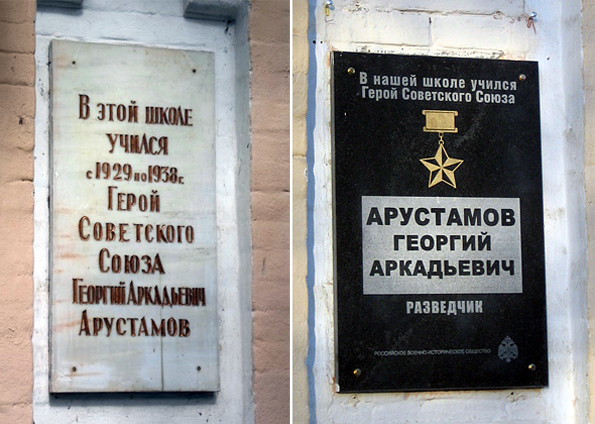 В этой школе
учился
с 1929 по 1938 г.
Герой
Советского
Союза
Георгий Аркадьевич
Арустамов
В нашей школе учился
Герой Советского Союза
АРУСТАМОВ
ГЕОРГИЙ
АРКАДЬЕВИЧ
РАЗВЕДЧИК
РОССИЙСКОЕ ВОЕННО-ИСТОРИЧЕСКОЕ ОБЩЕСТВО